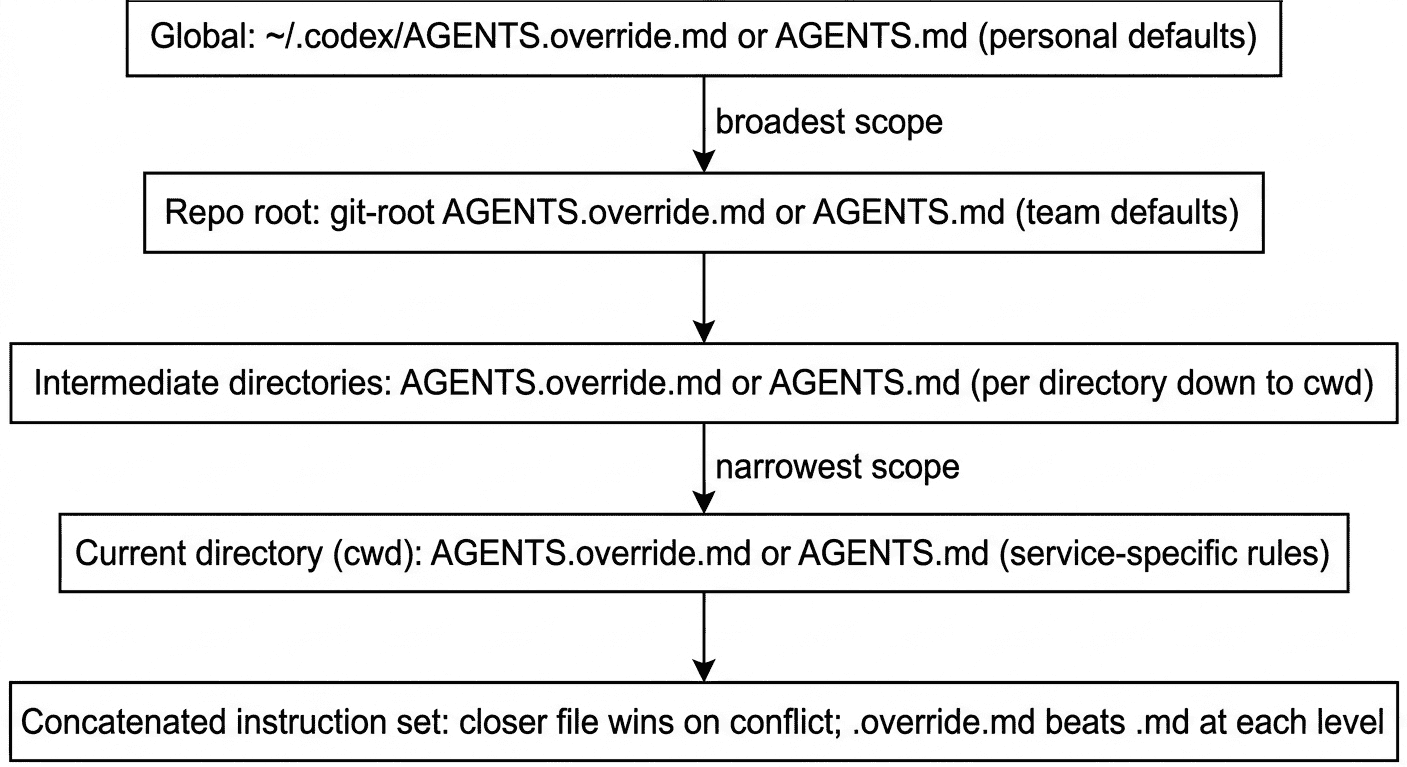 Global: ~/.codex/AGENTS.override.md or AGENTS.md (personal defaults)
broadest scope
Repo root: git-root AGENTS.override.md or AGENTS.md (team defaults)
Intermediate directories: AGENTS.override.md or AGENTS.md (per directory down to cwd)
narrowest scope
Current directory (cwd): AGENTS.override.md or AGENTS.md (service-specific rules)
Concatenated instruction set: closer file wins on conflict; .override.md beats .md at each level